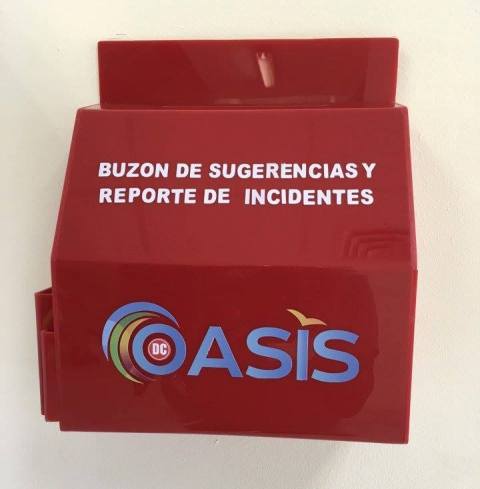 BUZON DE SUGERENCIAS Y
REPORTE DE INCIDENTES
DC
OASIS